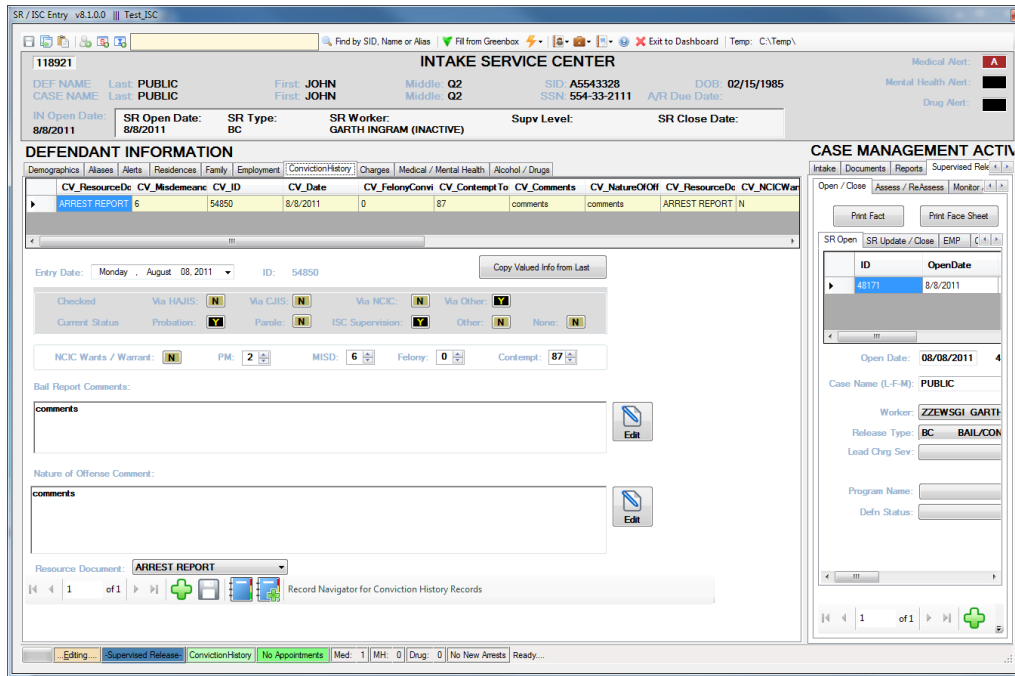 SR / ISC Entry v8.1.0.0 ||| Test_ISC
Find by SID, Name or Alias Fill from Greenbox Exit to Dashboard Temp: C:\Temp\
118921 INTAKE SERVICE CENTER Medical Alert: A
DEF NAME Last: PUBLIC First: JOHN Middle: Q2 SID: A5543328 DOB: 02/15/1985 Mental Health Alert:
CASE NAME Last: PUBLIC First: JOHN Middle: Q2 SSN: 554-33-2111 A/R Due Date: Drug Alert:
IN Open Date: SR Open Date: SR Type: SR Worker: Supv Level: SR Close Date:
8/8/2011 8/8/2011 BC GARTH INGRAM (INACTIVE)
DEFENDANT INFORMATION
Demographics Aliases Alerts Residences Family Employment ConvictionHistory Charges Medical / Mental Health Alcohol / Drugs
CV_ResourceDo CV_Misdemeanc CV_ID CV_Date CV_FelonyConvi CV_ContemptTo CV_Comments CV_NatureOfOff CV_ResourceDo CV_NCICWan
ARREST REPORT 6 54850 8/8/2011 0 87 comments comments ARREST REPORT N
Entry Date: Monday , August 08, 2011 ID: 54850 Copy Valued Info from Last
Checked Via HAJIS: N Via CJIS: N Via NCIC: N Via Other: Y
Current Status Probation: Y Parole: N ISC Supervision: Y Other: N None: N
NCIC Wants / Warrant: N PM: 2 MISD: 6 Felony: 0 Contempt: 87
Bail Report Comments:
comments
Edit
Nature of Offense Comment:
comments
Edit
Resource Document: ARREST REPORT
1 of 1 Record Navigator for Conviction History Records
CASE MANAGEMENT ACTIV
Intake Documents Reports Supervised Rele
Open / Close Assess / ReAssess Monitor
Print Fact Print Face Sheet
SR Open SR Update / Close EMP
ID OpenDate
48171 8/8/2011
Open Date: 08/08/2011 4
Case Name (L-F-M): PUBLIC
Worker: ZZEWSGI GARTH
Release Type: BC BAIL/CON
Lead Chrg Sev:
Program Name:
Defn Status:
1 of 1
...Editing.... -Supervised Release- ConvictionHistory No Appointments Med: 1 MH: 0 Drug: 0 No New Arrests Ready....